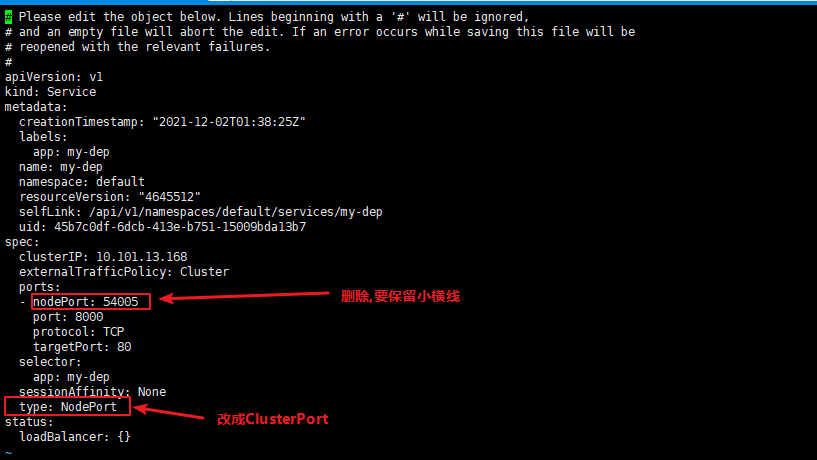 # Please edit the object below. Lines beginning with a '#' will be ignored,
# and an empty file will abort the edit. If an error occurs while saving this file will be
# reopened with the relevant failures.
#
apiVersion: v1
kind: Service
metadata:
  creationTimestamp: "2021-12-02T01:38:25Z"
  labels:
    app: my-dep
  name: my-dep
  namespace: default
  resourceVersion: "4645512"
  selfLink: /api/v1/namespaces/default/services/my-dep
  uid: 45b7c0df-6dcb-413e-b751-15009bda13b7
spec:
  clusterIP: 10.101.13.168
  externalTrafficPolicy: Cluster
  ports:
  - nodePort: 54005
删除,要保留小横线
    port: 8000
    protocol: TCP
    targetPort: 80
  selector:
    app: my-dep
  sessionAffinity: None
  type: NodePort
改成ClusterPort
status:
  loadBalancer: {}
~